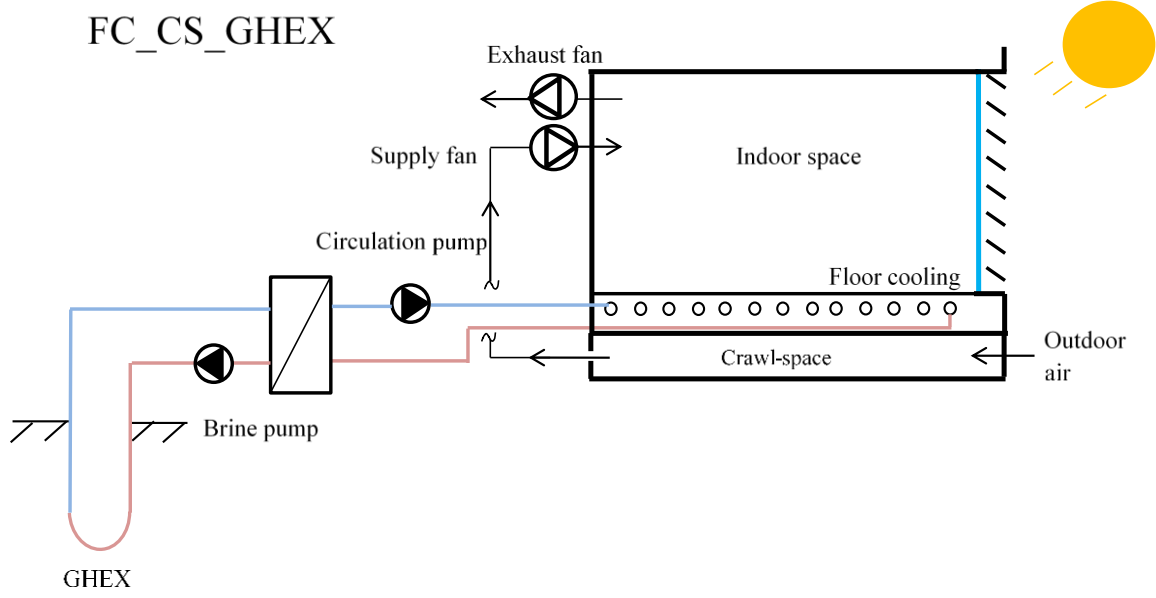 FC_CS_GHEX
Exhaust fan
Supply fan
Indoor space
Circulation pump
Floor cooling
Crawl-space
Outdoor
air
Brine pump
GHEX